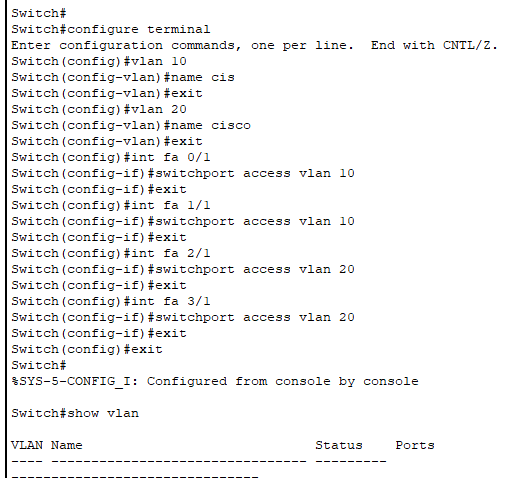 Switch#
Switch#configure terminal
Enter configuration commands, one per line.  End with CNTL/Z.
Switch(config)#vlan 10
Switch(config-vlan)#name cis
Switch(config-vlan)#exit
Switch(config)#vlan 20
Switch(config-vlan)#name cisco
Switch(config-vlan)#exit
Switch(config)#int fa 0/1
Switch(config-if)#switchport access vlan 10
Switch(config-if)#exit
Switch(config)#int fa 1/1
Switch(config-if)#switchport access vlan 10
Switch(config-if)#exit
Switch(config)#int fa 2/1
Switch(config-if)#switchport access vlan 20
Switch(config-if)#exit
Switch(config)#int fa 3/1
Switch(config-if)#switchport access vlan 20
Switch(config-if)#exit
Switch(config)#exit
Switch#
%SYS-5-CONFIG_I: Configured from console by console
Switch#show vlan
VLAN Name                             Status    Ports
---- -------------------------------- ---------
-------------------------------